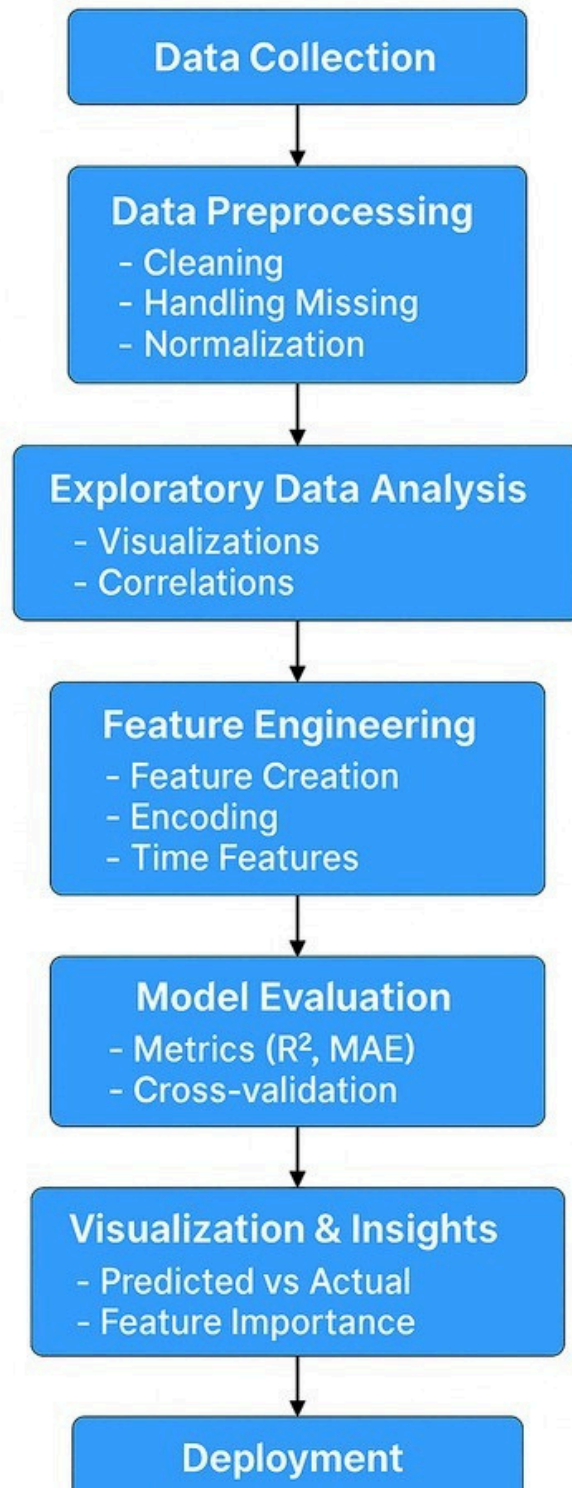 Data Collection
Data Preprocessing
- Cleaning
- Handling Missing
- Normalization
Exploratory Data Analysis
- Visualizations
- Correlations
Feature Engineering
- Feature Creation
- Encoding
- Time Features
Model Evaluation
- Metrics (R², MAE)
- Cross-validation
Visualization & Insights
- Predicted vs Actual
- Feature Importance
Deployment